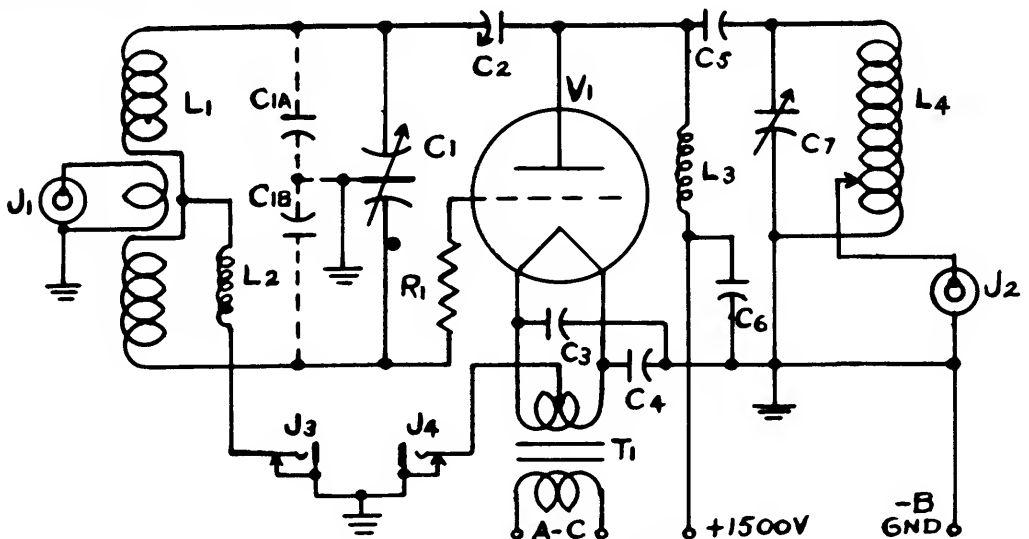 C2
C5
L1
C1A
C1
V1
L3
C7
L4
J1
C1B
L2
R1
C3
C4
C6
J2
J3
J4
T1
A-C
+1500V
-B
GND